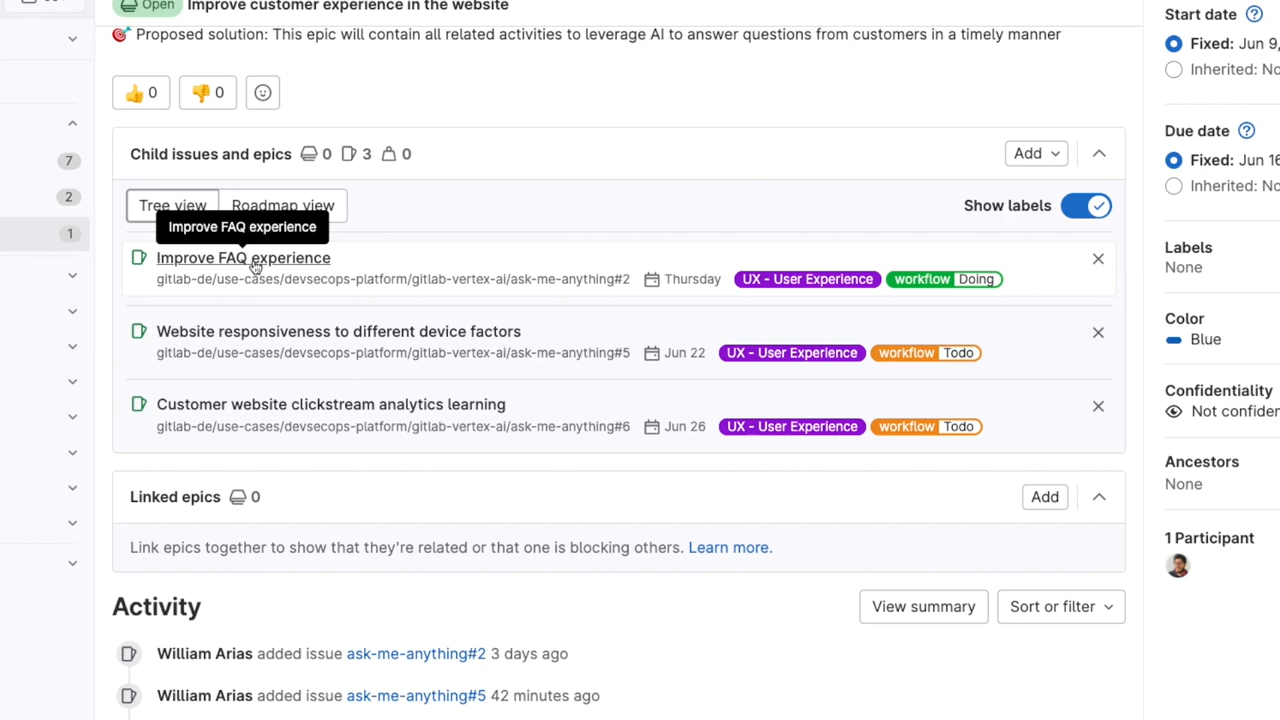 Open Improve customer experience in the website
🎯 Proposed solution: This epic will contain all related activities to leverage AI to answer questions from customers in a timely manner
👍 0 👎 0
Child issues and epics 0 3 0 Add
Tree view Roadmap view Show labels
Improve FAQ experience
Improve FAQ experience
gitlab-de/use-cases/devsecops-platform/gitlab-vertex-ai/ask-me-anything#2 Thursday UX - User Experience workflow Doing
Website responsiveness to different device factors
gitlab-de/use-cases/devsecops-platform/gitlab-vertex-ai/ask-me-anything#5 Jun 22 UX - User Experience workflow Todo
Customer website clickstream analytics learning
gitlab-de/use-cases/devsecops-platform/gitlab-vertex-ai/ask-me-anything#6 Jun 26 UX - User Experience workflow Todo
Linked epics 0 Add
Link epics together to show that they're related or that one is blocking others. Learn more.
Activity View summary Sort or filter
William Arias added issue ask-me-anything#2 3 days ago
William Arias added issue ask-me-anything#5 42 minutes ago
7
2
1
Start date
Fixed: Jun 9,
Inherited: No
Due date
Fixed: Jun 16
Inherited: No
Labels
None
Color
Blue
Confidentiality
Not confiden
Ancestors
None
1 Participant